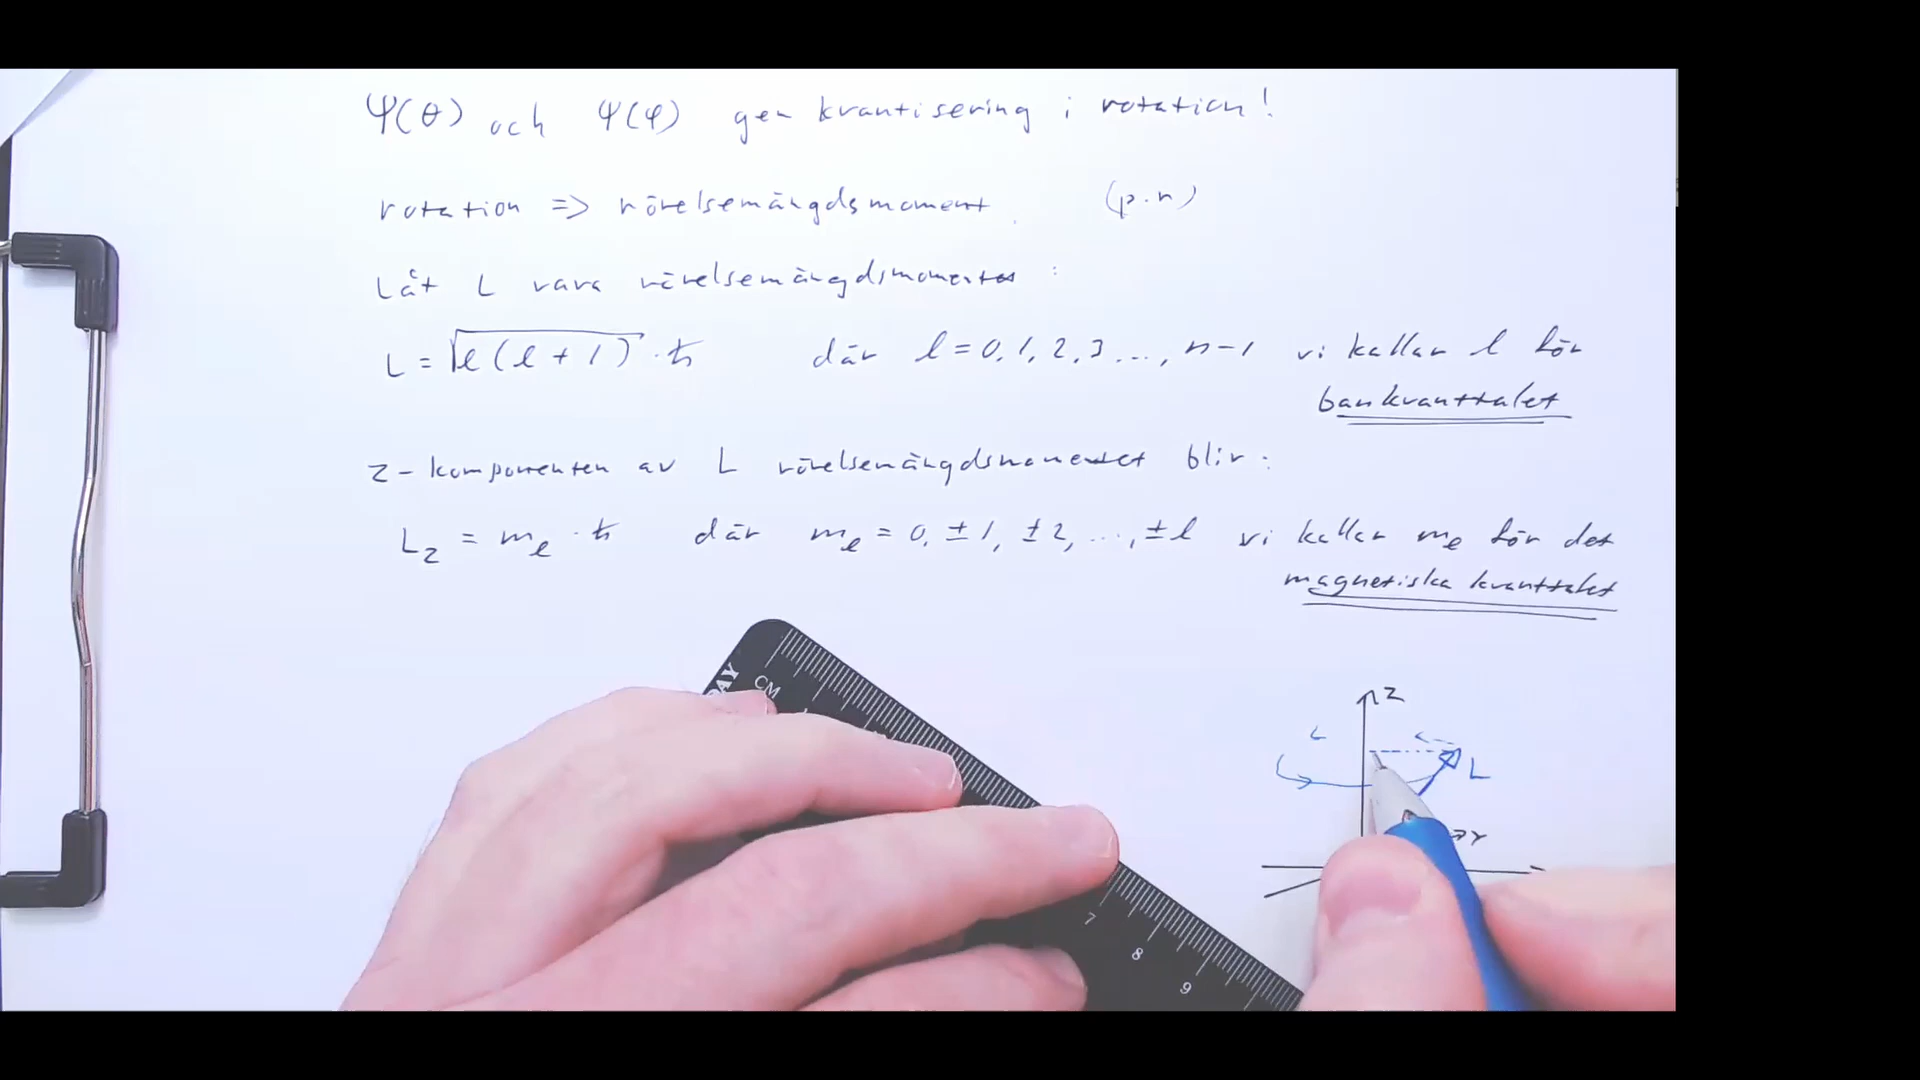 Ψ(θ) och Ψ(φ) ger kvantisering i rotation!
rotation => rörelsemängdsmoment (p·r)
Låt L vara rörelsemängdsmomentet:
L = √(l(l+1)) · ℏ där l = 0, 1, 2, 3 ..., n-1 vi kallar l för
bankvanttalet
z-komponenten av L rörelsemängdsmomentet blir:
L_z = m_l · ℏ där m_l = 0, ±1, ±2, ..., ±l vi kallar m_l för det
magnetiska kvanttalet
CM
z
L
7
8
9